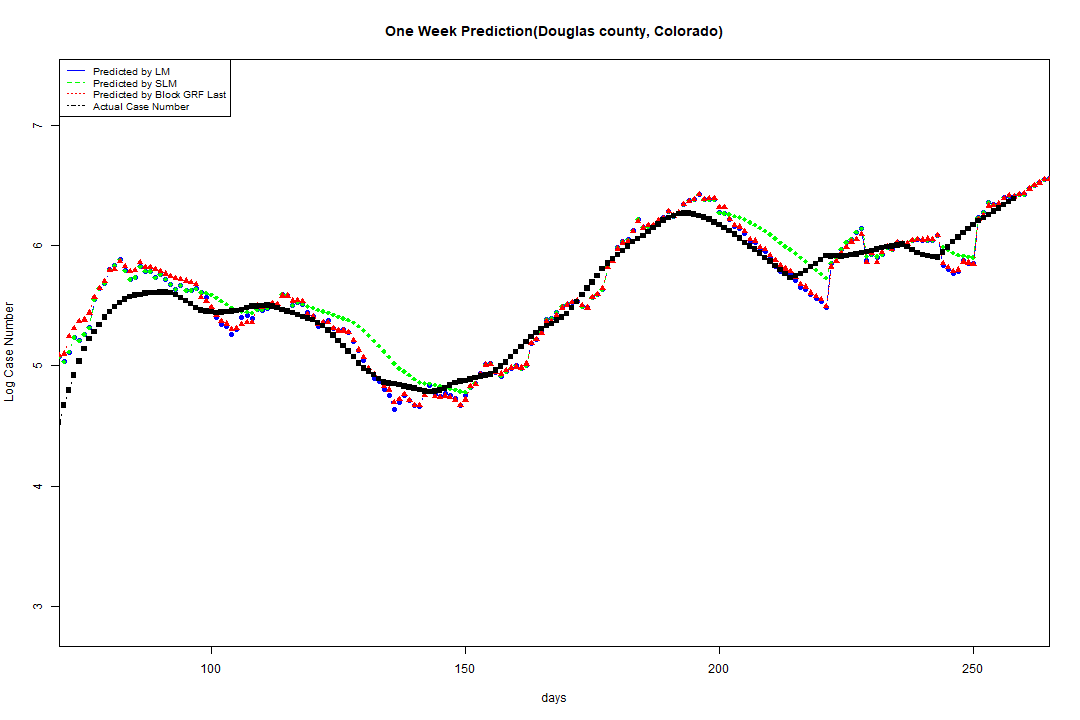 One Week Prediction(Douglas county, Colorado)
Predicted by LM
Predicted by SLM
Predicted by Block GRF Last
Actual Case Number
7
6
5
4
3
Log Case Number
100 150 200 250
days